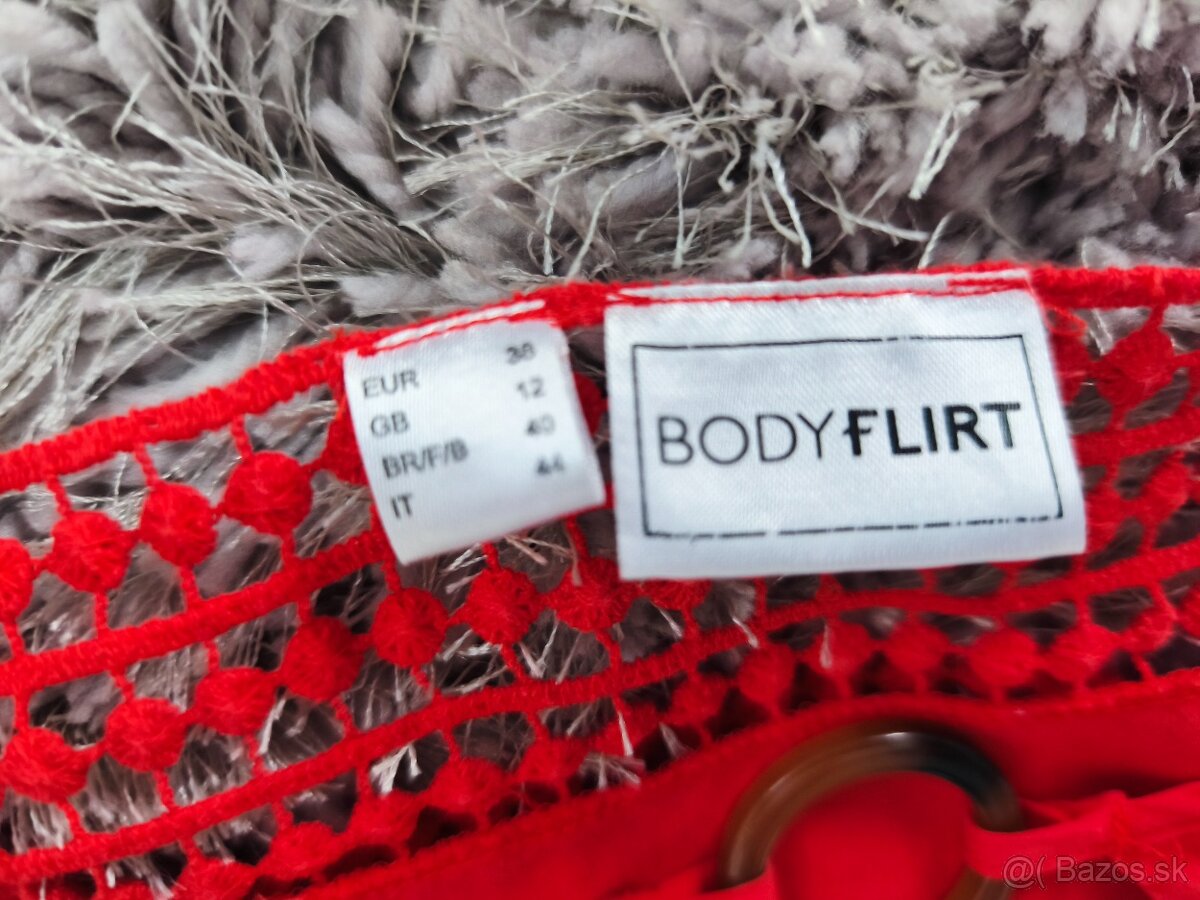 EUR 38
GB 12
BR/F/B 40
IT 44
BODYFLIRT
@( Bazos.sk